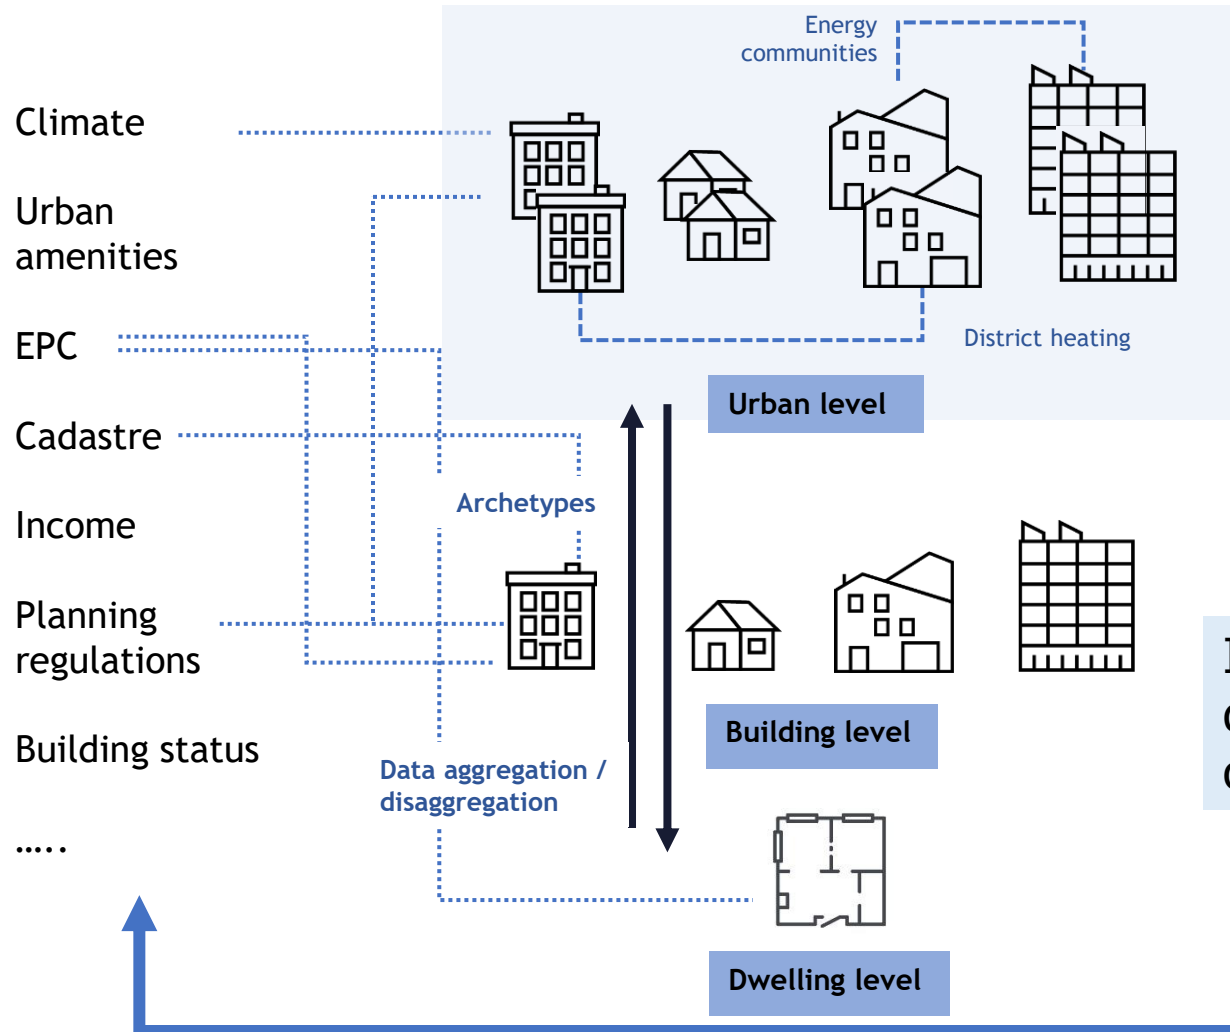 Energy
communities
Climate
Urban
amenities
EPC
District heating
Urban level
Cadastre
Archetypes
Income
Planning
regulations
Building level
Building status
Data aggregation /
disaggregation
…..
Dwelling level